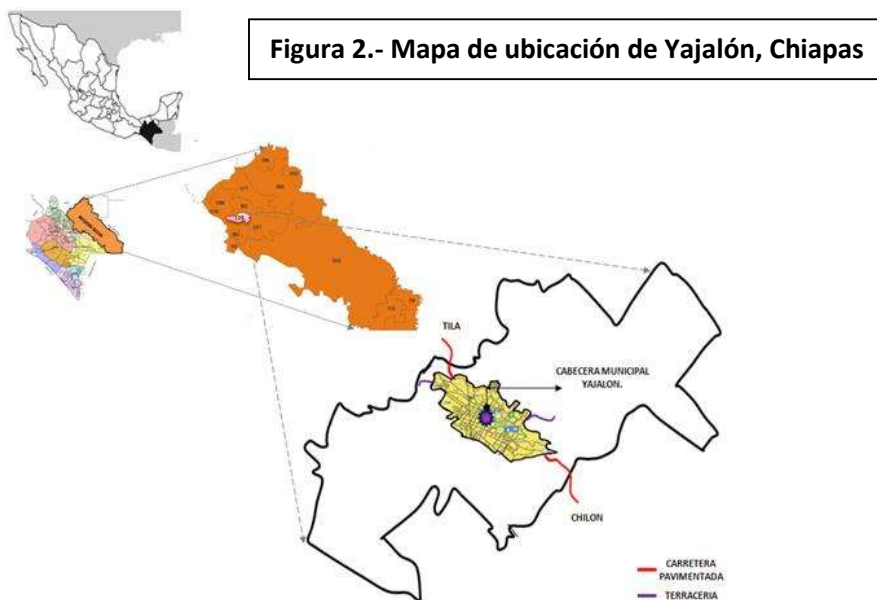 Figura 2.- Mapa de ubicación de Yajalón, Chiapas
TILA
CABECERA MUNICIPAL
YAJALON.
CHILON
CARRETERA
PAVIMENTADA
TERRACERIA